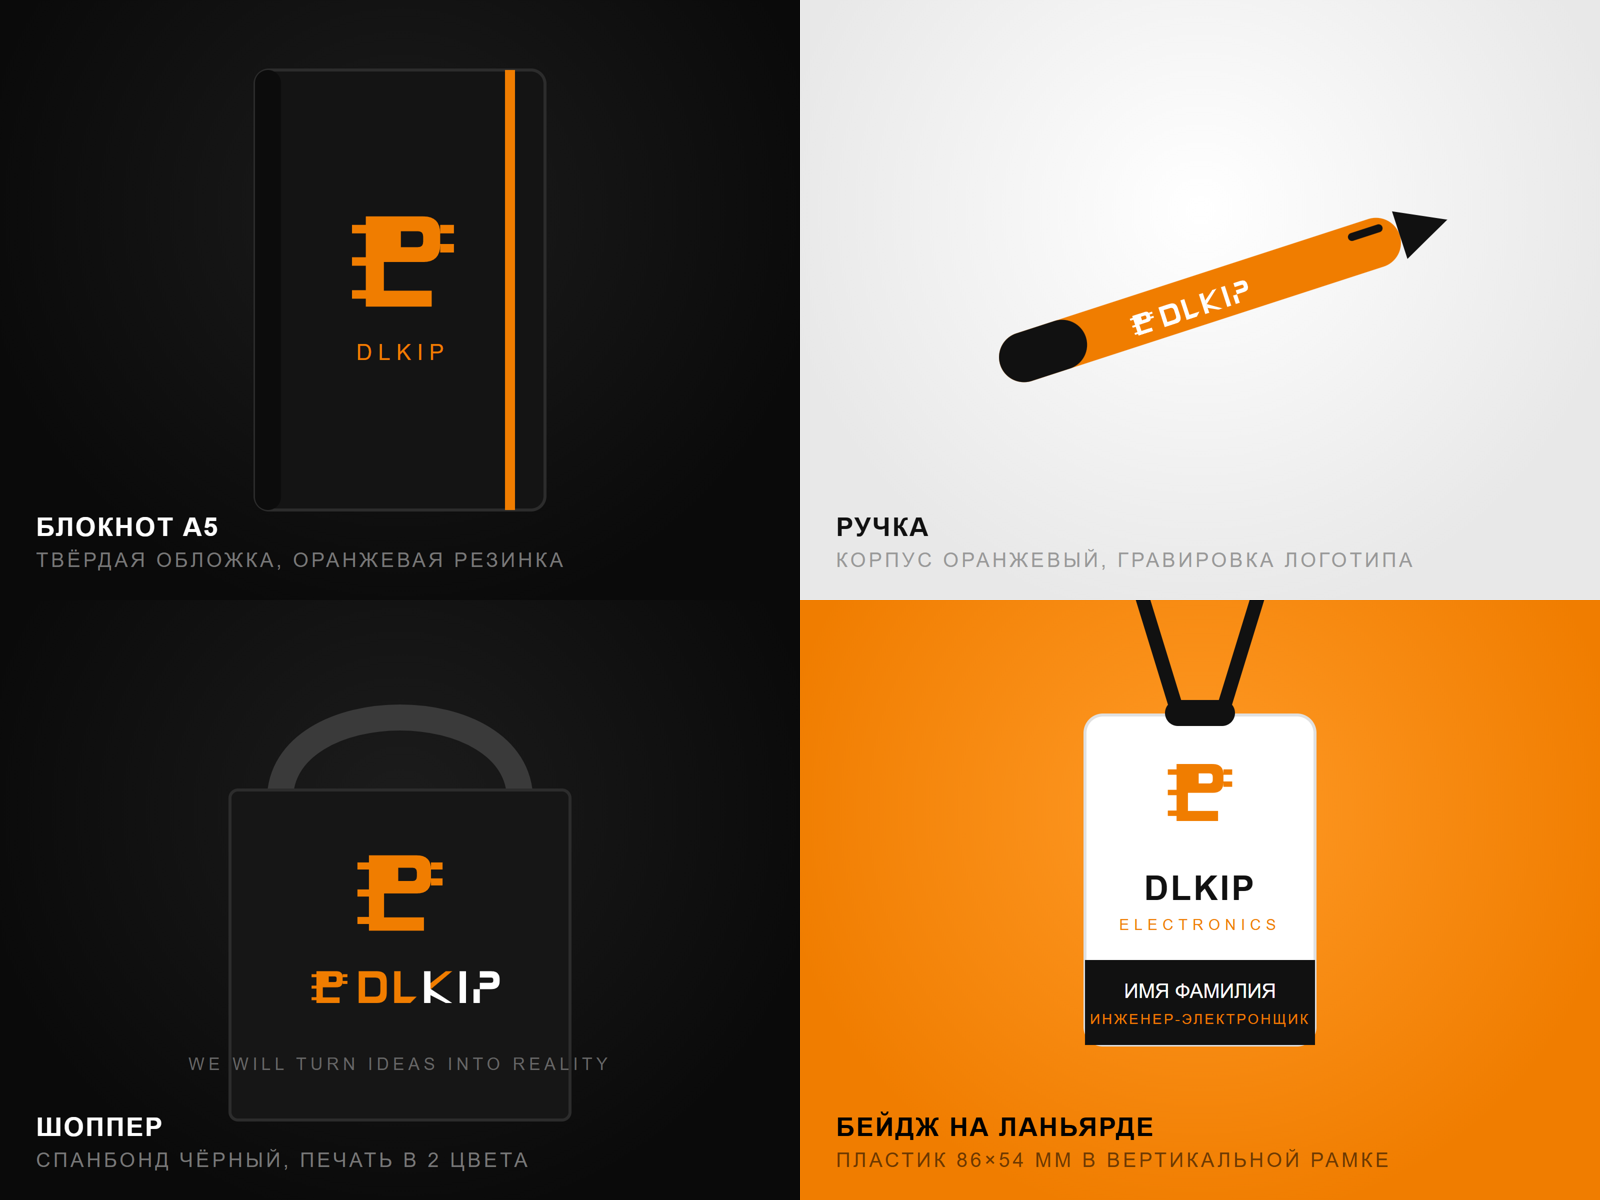 DLKIP
БЛОКНОТ А5
ТВЁРДАЯ ОБЛОЖКА, ОРАНЖЕВАЯ РЕЗИНКА
DLKIP
РУЧКА
КОРПУС ОРАНЖЕВЫЙ, ГРАВИРОВКА ЛОГОТИПА
DLKIP
WE WILL TURN IDEAS INTO REALITY
ШОППЕР
СПАНБОНД ЧЁРНЫЙ, ПЕЧАТЬ В 2 ЦВЕТА
DLKIP
ELECTRONICS
ИМЯ ФАМИЛИЯ
ИНЖЕНЕР-ЭЛЕКТРОНЩИК
БЕЙДЖ НА ЛАНЬЯРДЕ
ПЛАСТИК 86×54 ММ В ВЕРТИКАЛЬНОЙ РАМКЕ